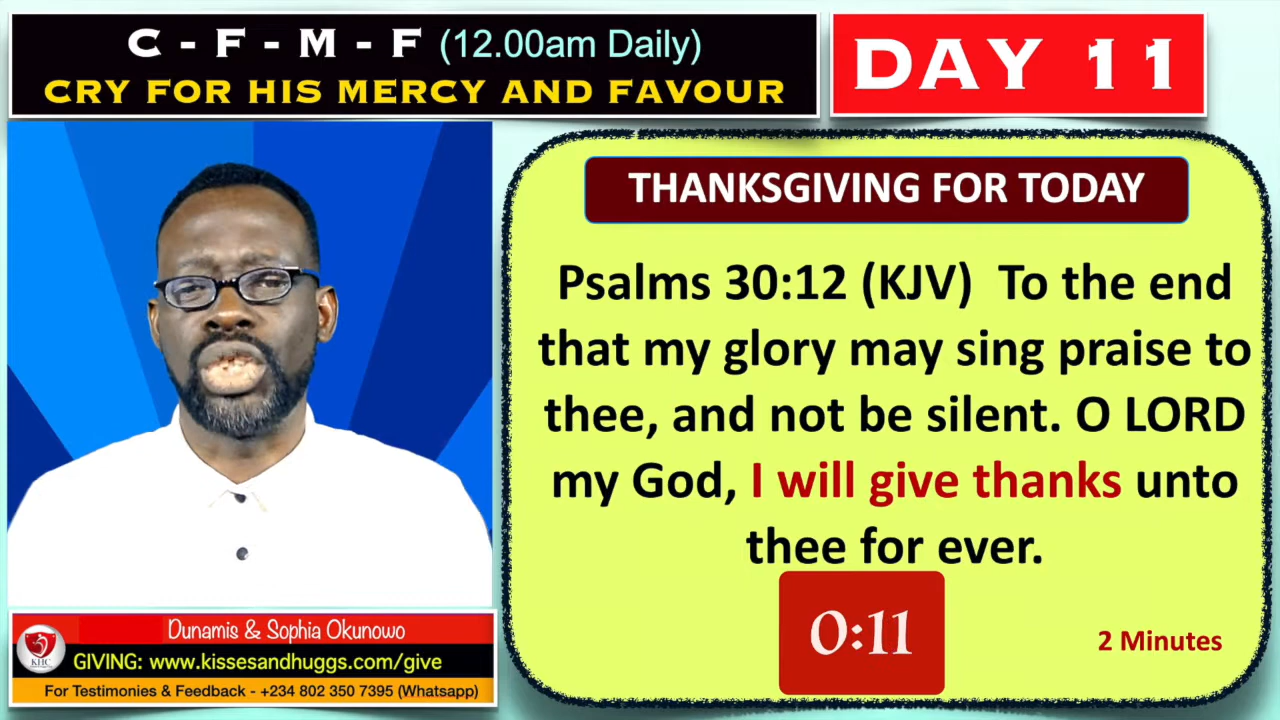 C - F - M - F (12.00am Daily)
CRY FOR HIS MERCY AND FAVOUR
DAY 11
THANKSGIVING FOR TODAY
Psalms 30:12 (KJV) To the end
that my glory may sing praise to
thee, and not be silent. O LORD
my God, I will give thanks unto
thee for ever.
0:11
2 Minutes
Dunamis & Sophia Okunowo
KHC
GIVING: www.kissesandhuggs.com/give
For Testimonies & Feedback - +234 802 350 7395 (Whatsapp)